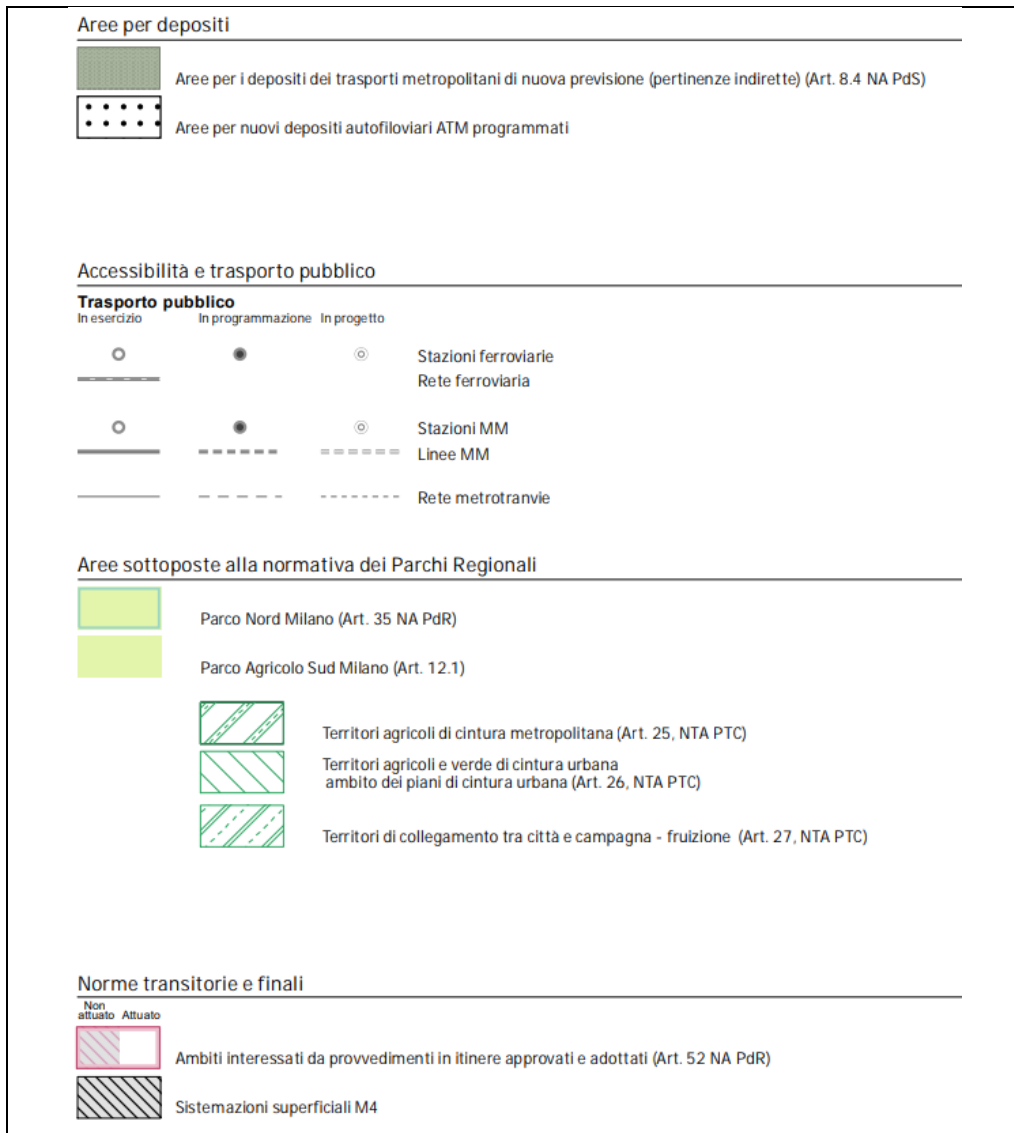 Aree per depositi
Aree per i depositi dei trasporti metropolitani di nuova previsione (pertinenze indirette) (Art. 8.4 NA PdS)
Aree per nuovi depositi autofiloviari ATM programmati
Accessibilità e trasporto pubblico
Trasporto pubblico
In esercizio In programmazione In progetto
Stazioni ferroviarie
Rete ferroviaria
Stazioni MM
Linee MM
Rete metrotranvie
Aree sottoposte alla normativa dei Parchi Regionali
Parco Nord Milano (Art. 35 NA PdR)
Parco Agricolo Sud Milano (Art. 12.1)
Territori agricoli di cintura metropolitana (Art. 25, NTA PTC)
Territori agricoli e verde di cintura urbana
ambito dei piani di cintura urbana (Art. 26, NTA PTC)
Territori di collegamento tra città e campagna - fruizione (Art. 27, NTA PTC)
Norme transitorie e finali
Non
attuato Attuato
Ambiti interessati da provvedimenti in itinere approvati e adottati (Art. 52 NA PdR)
Sistemazioni superficiali M4